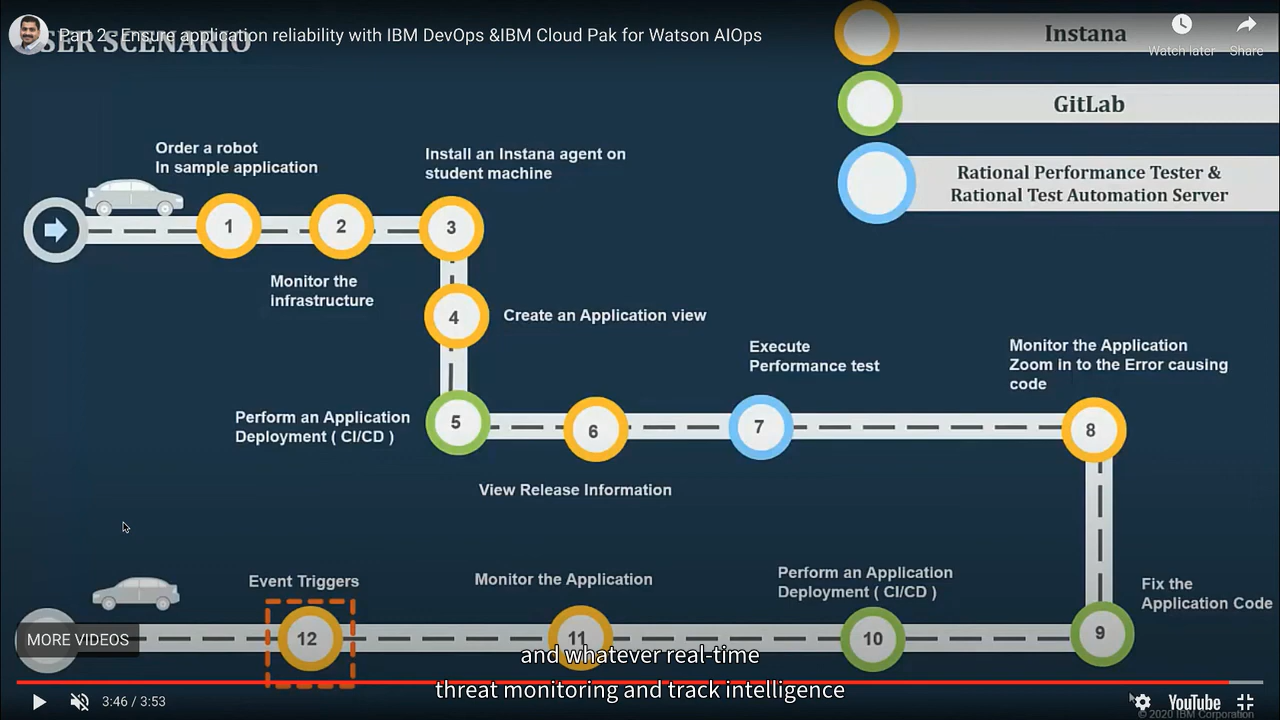 Part 2 - Ensure application reliability with IBM DevOps &IBM Cloud Pak for Watson AIOps
SER SCENARIO
Watch later
Share
Instana
GitLab
Rational Performance Tester &
Rational Test Automation Server
Order a robot
In sample application
Install an Instana agent on
student machine
1
2
3
Monitor the
infrastructure
4
Create an Application view
Execute
Performance test
Monitor the Application
Zoom in to the Error causing
code
Perform an Application
Deployment ( CI/CD )
5
6
7
8
View Release Information
Event Triggers
Monitor the Application
Perform an Application
Deployment ( CI/CD )
Fix the
Application Code
MORE VIDEOS
12
11
10
9
and whatever real-time
threat monitoring and track intelligence
3:46 / 3:53
YouTube
© 2020 IBM Corporation